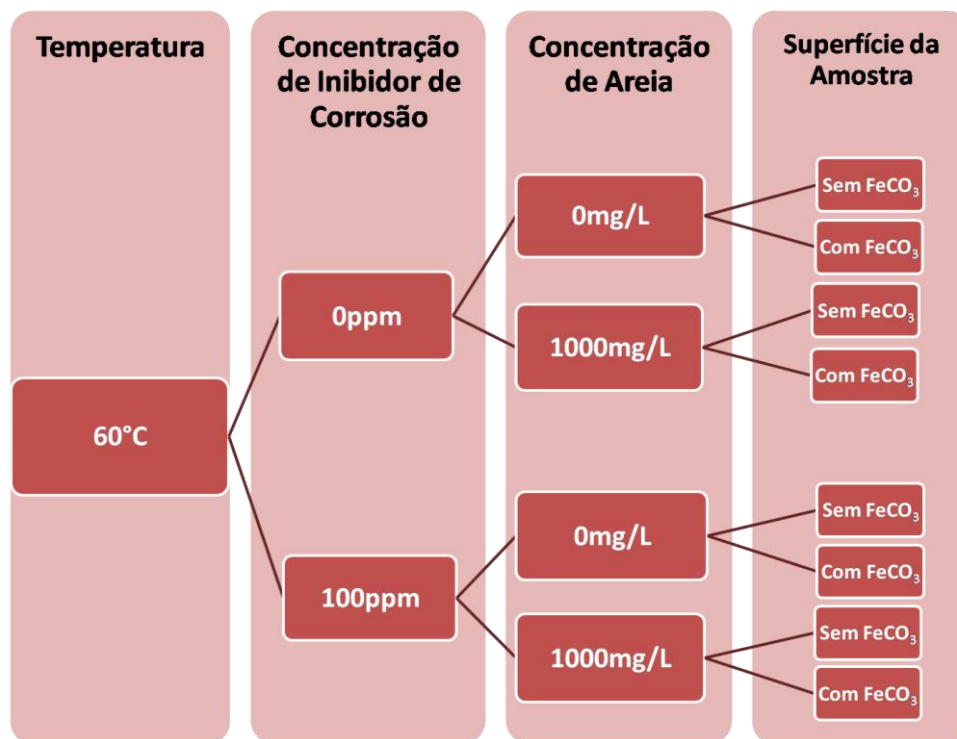 Temperatura
Concentração
de Inibidor de
Corrosão
Concentração
de Areia
Superfície da
Amostra
60°C
0ppm
100ppm
0mg/L
1000mg/L
0mg/L
1000mg/L
Sem FeCO₃
Com FeCO₃
Sem FeCO₃
Com FeCO₃
Sem FeCO₃
Com FeCO₃
Sem FeCO₃
Com FeCO₃